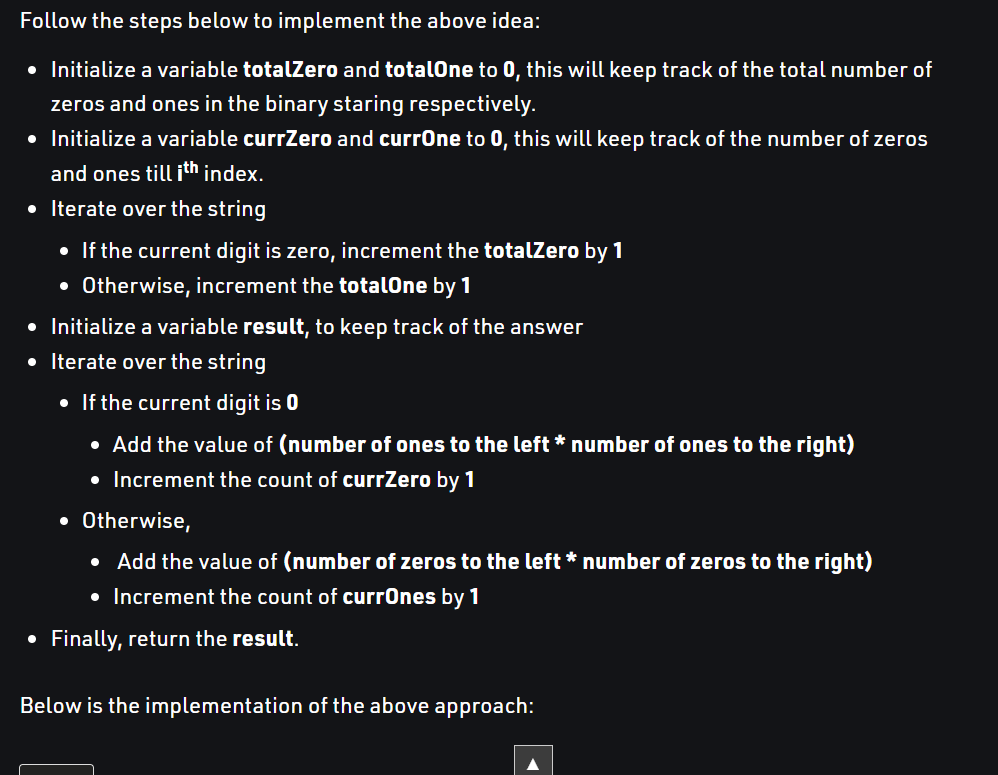 Follow the steps below to implement the above idea:
• Initialize a variable totalZero and totalOne to 0, this will keep track of the total number of
zeros and ones in the binary staring respectively.
• Initialize a variable currZero and currOne to 0, this will keep track of the number of zeros
and ones till ith index.
• Iterate over the string
• If the current digit is zero, increment the totalZero by 1
• Otherwise, increment the totalOne by 1
• Initialize a variable result, to keep track of the answer
• Iterate over the string
• If the current digit is 0
• Add the value of (number of ones to the left * number of ones to the right)
• Increment the count of currZero by 1
• Otherwise,
• Add the value of (number of zeros to the left * number of zeros to the right)
• Increment the count of currOnes by 1
• Finally, return the result.
Below is the implementation of the above approach: